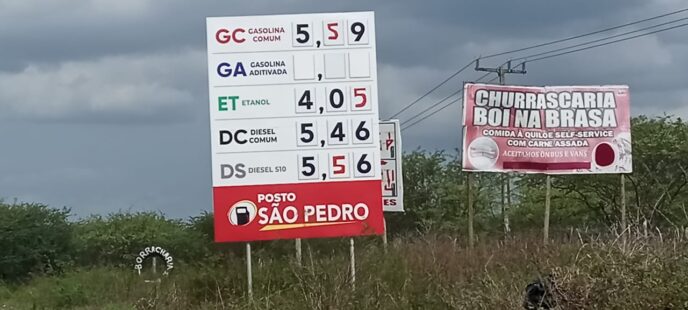 GC GASOLINA COMUM 5,59
GA GASOLINA ADITIVADA ,
ET ETANOL 4,05
DC DIESEL COMUM 5,46
DS DIESEL S10 5,56
POSTO
SÃO PEDRO
BORRACHARIA
CHURRASCARIA
BOI NA BRASA
COMIDA À QUILO E SELF-SERVICE
COM CARNE ASSADA
ACEITAMOS ÔNIBUS E VANS